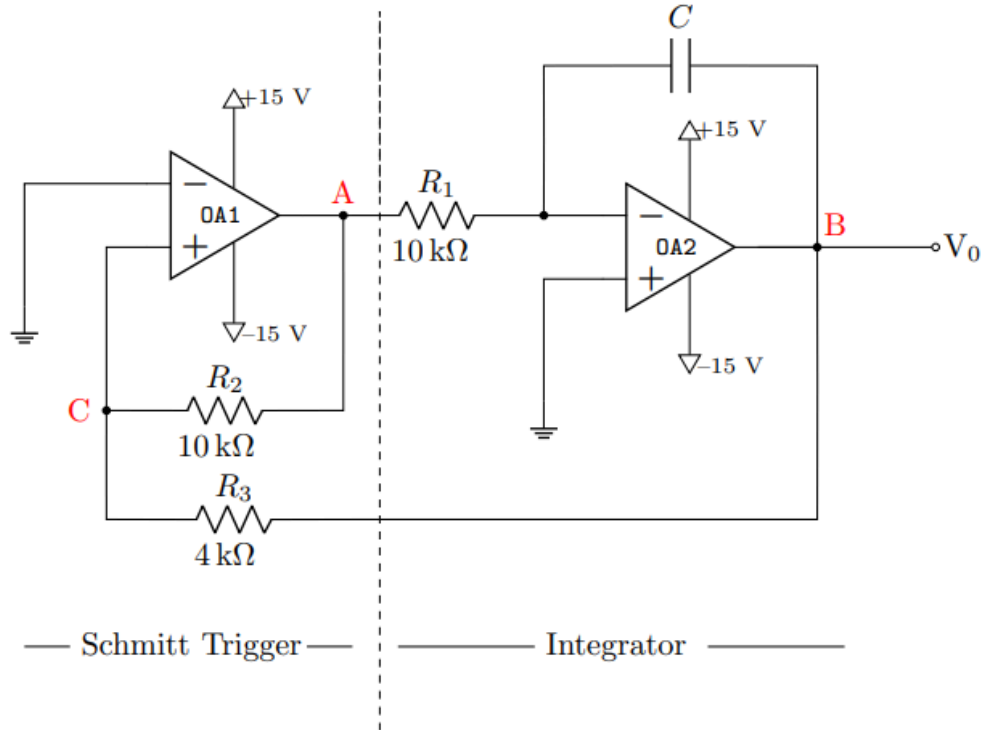 C
+15 V
+15 V
A
R₁
−
OA1
+
10 kΩ
−
OA2
+
B
V₀
−15 V
−15 V
R₂
C
10 kΩ
R₃
4 kΩ
Schmitt Trigger
Integrator